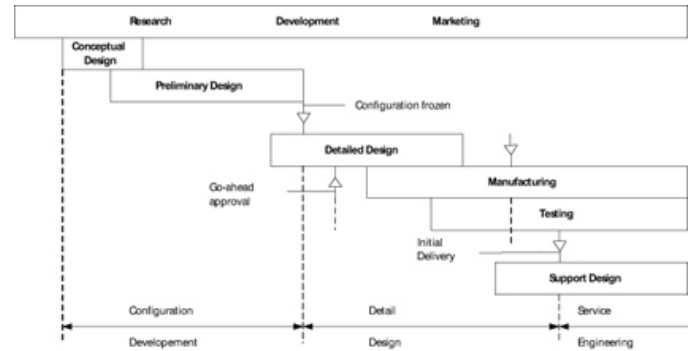 Research Development Marketing
Conceptual
Design
Preliminary Design
Configuration frozen
Detailed Design
Go-ahead
approval
Manufacturing
Testing
Initial
Delivery
Support Design
Configuration Detail Service
Developement Design Engineering